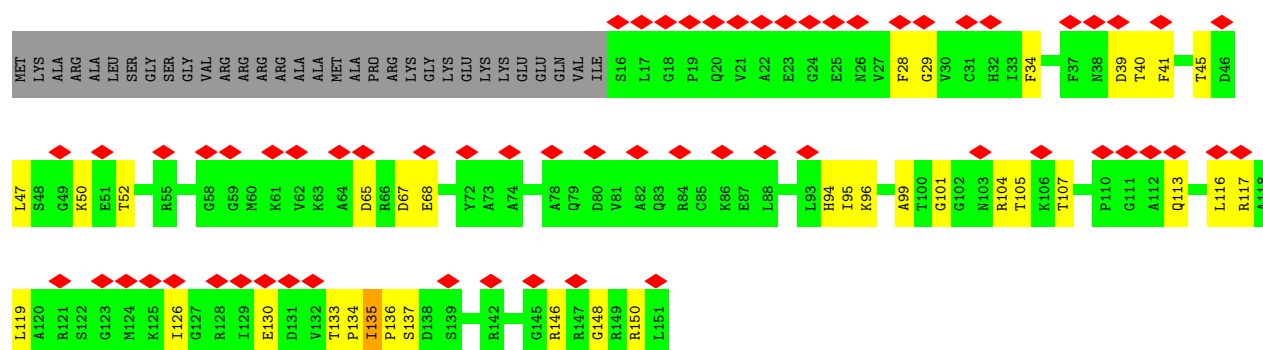 MET LYS ALA ARG ALA LEU SER GLY SER GLY VAL ARG ARG ARG ARG ALA ALA MET ALA PRO ARG LYS GLY LYS GLU LYS LYS GLU GLU GLN VAL ILE S16 L17 G18 P19 Q20 V21 A22 E23 G24 E25 N26 V27 F28 G29 V30 C31 H32 I33 F34 F37 N38 D39 T40 F41 T45 D46
L47 S48 G49 K50 E51 T52 R55 G58 G59 M60 K61 V62 K63 A64 D65 R66 D67 E68 Y72 A73 A74 A78 Q79 D80 V81 A82 Q83 R84 C85 K86 E87 L88 L93 H94 I95 K96 A99 T100 G101 G102 N103 R104 T105 K106 T107 P110 G111 A112 Q113 L116 R117 A118
L119 A120 R121 S122 G123 M124 K125 I126 G127 R128 I129 E130 D131 V132 T133 P134 I135 P136 S137 D138 S139 R142 G145 R146 R147 G148 R149 R150 L151